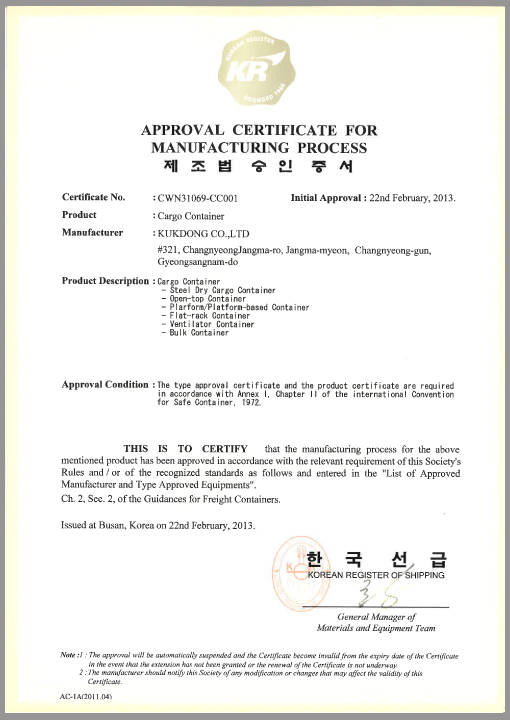 KOREAN REGISTER
KR
FOUNDED 1960
APPROVAL CERTIFICATE FOR
MANUFACTURING PROCESS
제 조 법 승 인 증 서
Certificate No. : CWN31069-CC001 Initial Approval : 22nd February, 2013.
Product : Cargo Container
Manufacturer : KUKDONG CO.,LTD
#321, ChangnyeongJangma-ro, Jangma-myeon, Changnyeong-gun,
Gyeongsangnam-do
Product Description : Cargo Container
- Steel Dry Cargo Container
- Open-top Container
- Plarform/Platform-based Container
- Flat-rack Container
- Ventilator Container
- Bulk Container
Approval Condition : The type approval certificate and the product certificate are required
in accordance with Annex I, Chapter II of the international Convention
for Safe Container, 1972.
THIS IS TO CERTIFY that the manufacturing process for the above
mentioned product has been approved in accordance with the relevant requirement of this Society's
Rules and / or of the recognized standards as follows and entered in the "List of Approved
Manufacturer and Type Approved Equipments".
Ch. 2, Sec. 2, of the Guidances for Freight Containers.
Issued at Busan, Korea on 22nd February, 2013.
한 국 선 급
KOREAN REGISTER OF SHIPPING
General Manager of
Materials and Equipment Team
Note :1 : The approval will be automatically suspended and the Certificate become invalid from the expiry date of the Certificate
in the event that the extension has not been granted or the renewal of the Certificate is not underway.
2 : The manufacturer should notify this Society of any modification or changes that may affect the validity of this
Certificate.
AC-1A(2011.04)